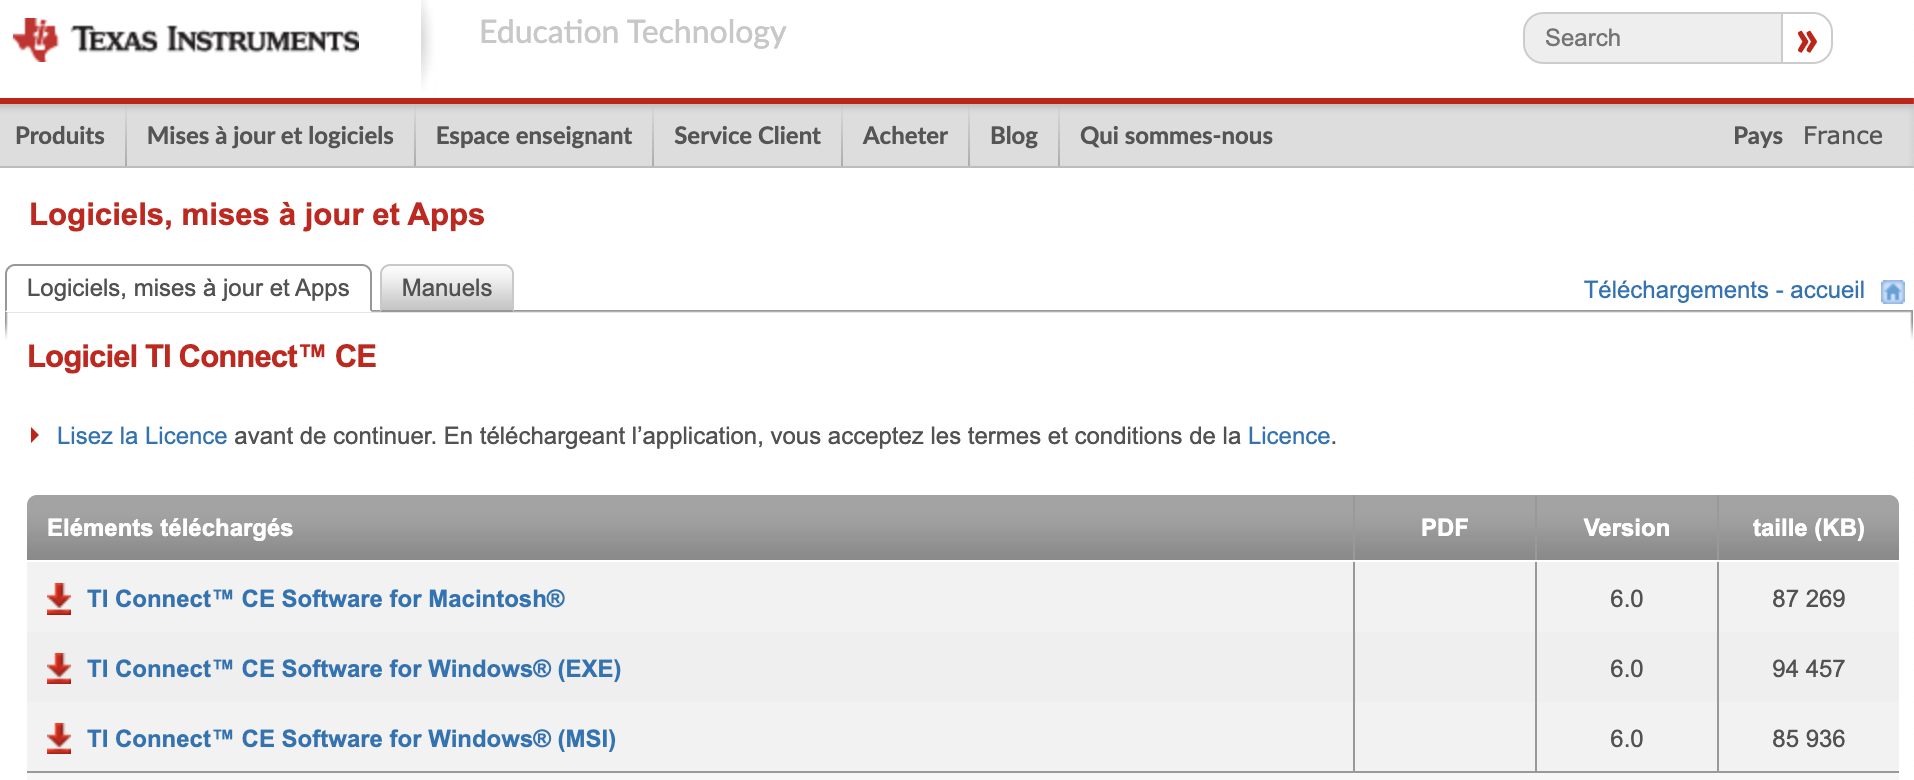 TEXAS INSTRUMENTS
Education Technology
Search
Produits
Mises à jour et logiciels
Espace enseignant
Service Client
Acheter
Blog
Qui sommes-nous
Pays France
Logiciels, mises à jour et Apps
Logiciels, mises à jour et Apps
Manuels
Téléchargements - accueil
Logiciel TI Connect™ CE
Lisez la Licence avant de continuer. En téléchargeant l’application, vous acceptez les termes et conditions de la Licence.
Eléments téléchargés PDF Version taille (KB)
TI Connect™ CE Software for Macintosh® 6.0 87 269
TI Connect™ CE Software for Windows® (EXE) 6.0 94 457
TI Connect™ CE Software for Windows® (MSI) 6.0 85 936